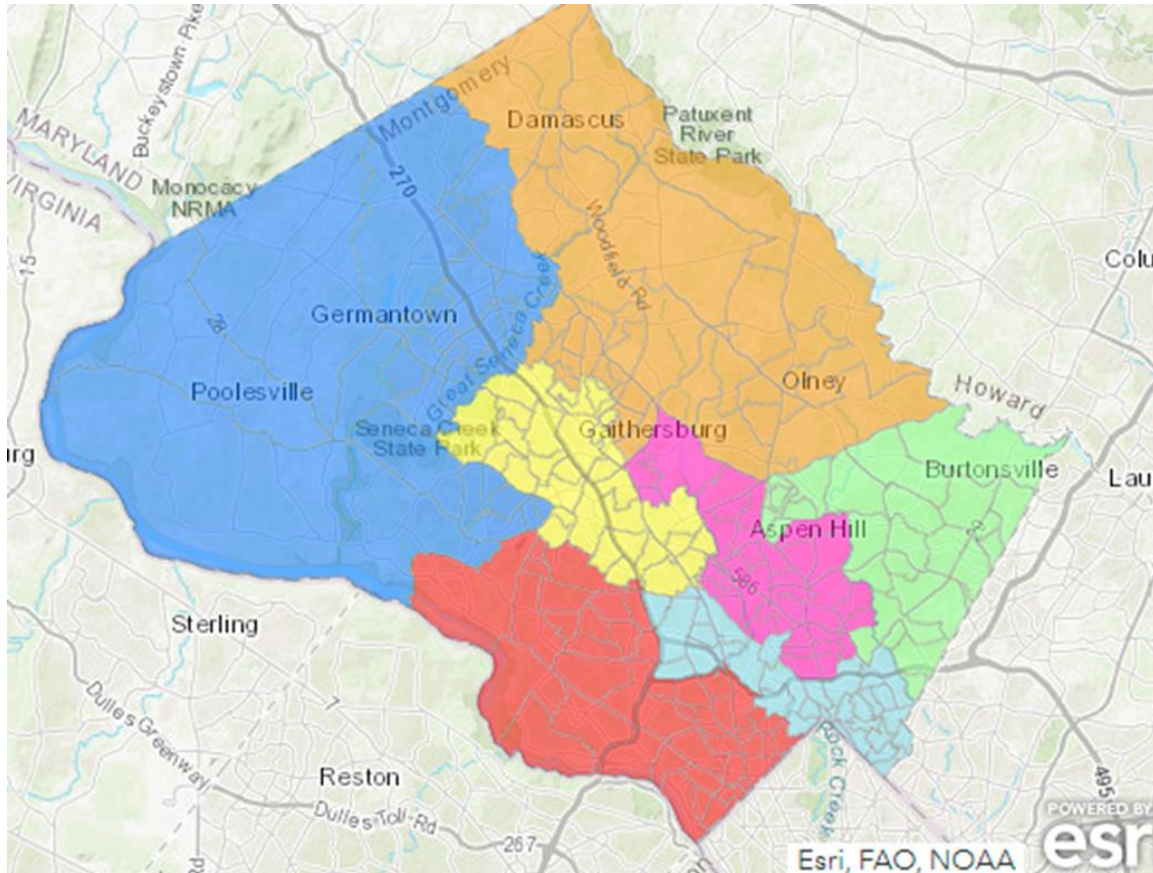 Buckeystown Pike
Montgomery
MARYLAND
VIRGINIA
Monocacy
NRMA
Damascus
Patuxent
River
State Park
270
15
28
Woodfield Rd
Colu
Germantown
Great Seneca Creek
Poolesville
Olney
Howard
Seneca Creek
State Park
Gaithersburg
Burtonsville
urg
Lau
Aspen Hill
586
Sterling
7
Dulles Greenway
Reston
Dulles Toll Rd
267
Rock Creek
495
POWERED BY
esri
Esri, FAO, NOAA